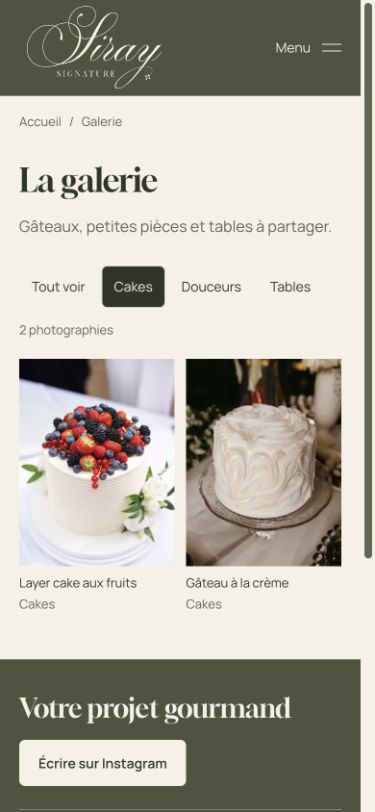 Siray
SIGNATURE
Menu
Accueil / Galerie
La galerie
Gâteaux, petites pièces et tables à partager.
Tout voir Cakes Douceurs Tables
2 photographies
Layer cake aux fruits
Cakes
Gâteau à la crème
Cakes
Votre projet gourmand
Écrire sur Instagram